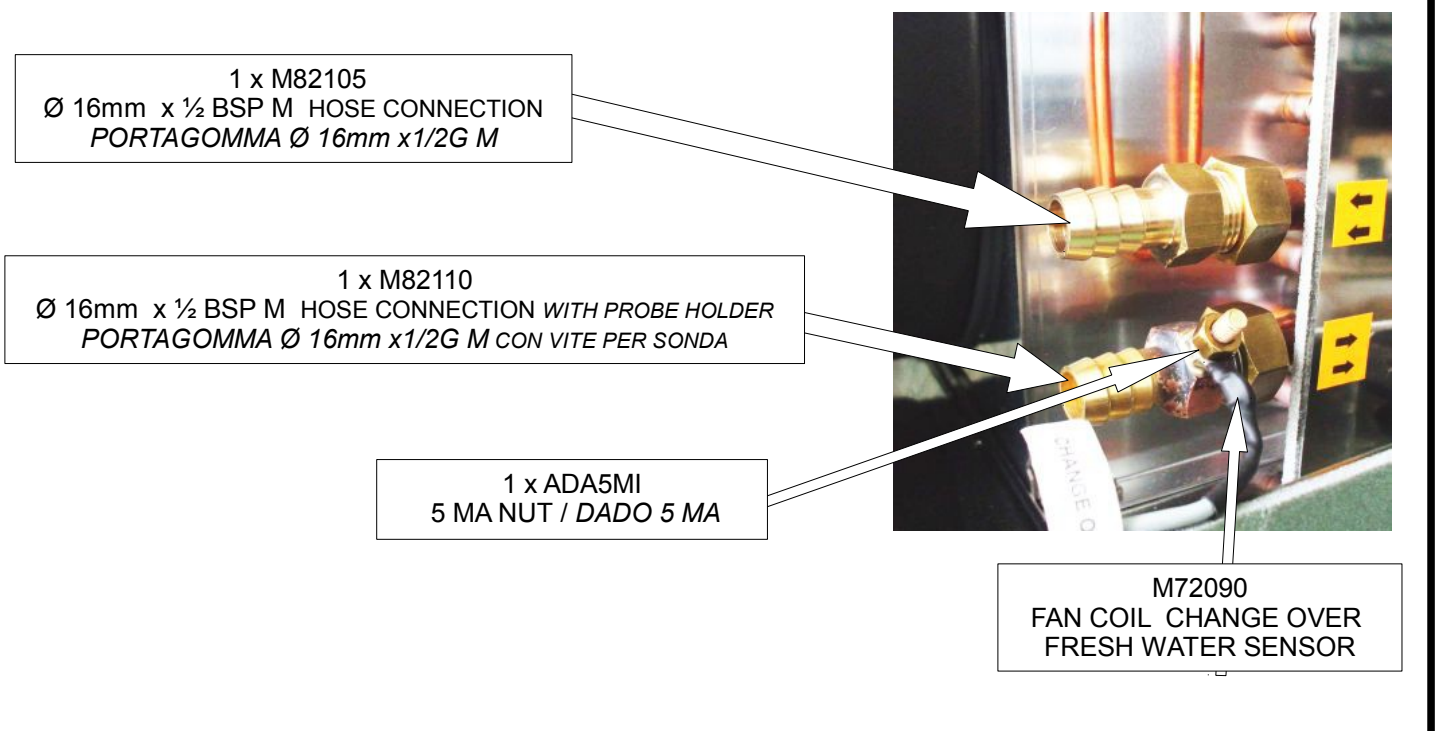 1 x M82105
Ø 16mm x ½ BSP M HOSE CONNECTION
PORTAGOMMA Ø 16mm x1/2G M
1 x M82110
Ø 16mm x ½ BSP M HOSE CONNECTION WITH PROBE HOLDER
PORTAGOMMA Ø 16mm x1/2G M CON VITE PER SONDA
1 x ADA5MI
5 MA NUT / DADO 5 MA
CHANGE O
M72090
FAN COIL CHANGE OVER
FRESH WATER SENSOR